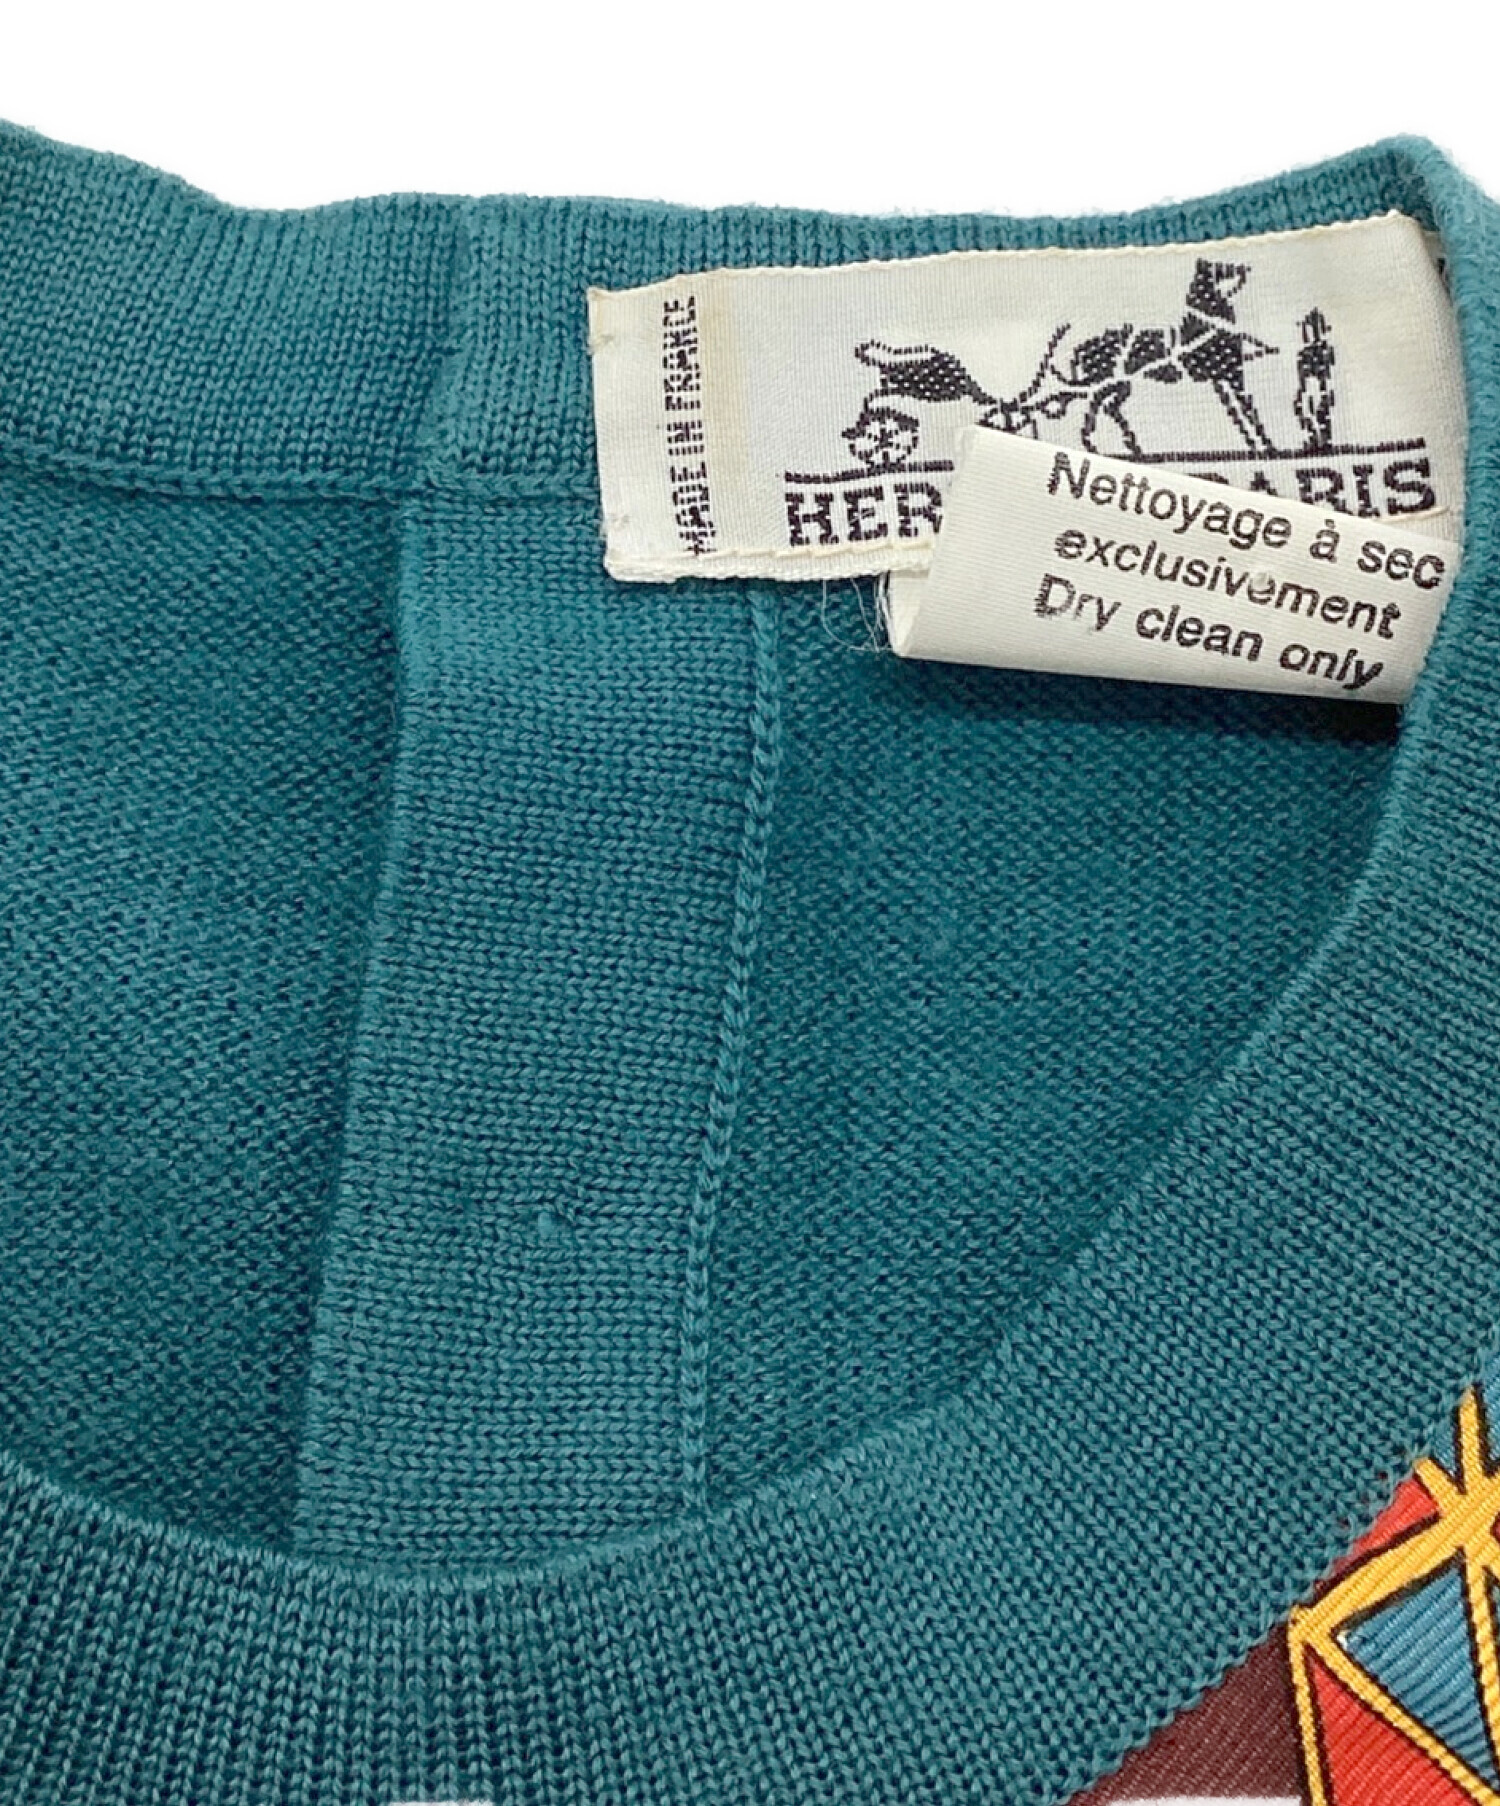 MADE IN FRANCE
HER
PARIS
Nettoyage à sec
exclusivement
Dry clean only